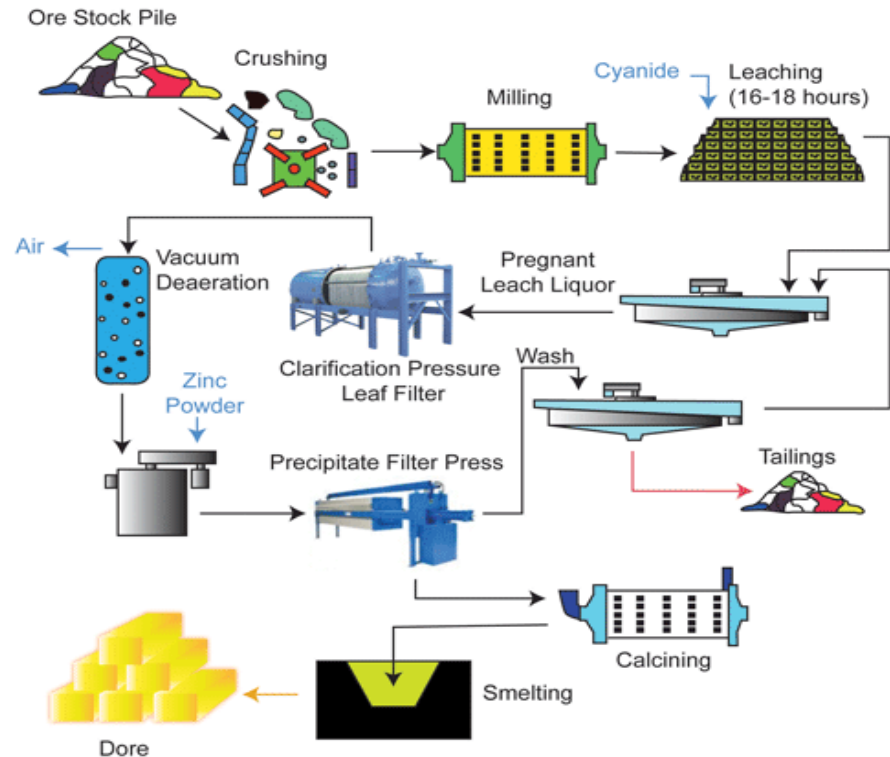 Ore Stock Pile
Crushing
Milling
Cyanide
Leaching
(16-18 hours)
Air
Vacuum
Deaeration
Pregnant
Leach Liquor
Clarification Pressure
Leaf Filter
Wash
Zinc
Powder
Precipitate Filter Press
Tailings
Calcining
Smelting
Dore